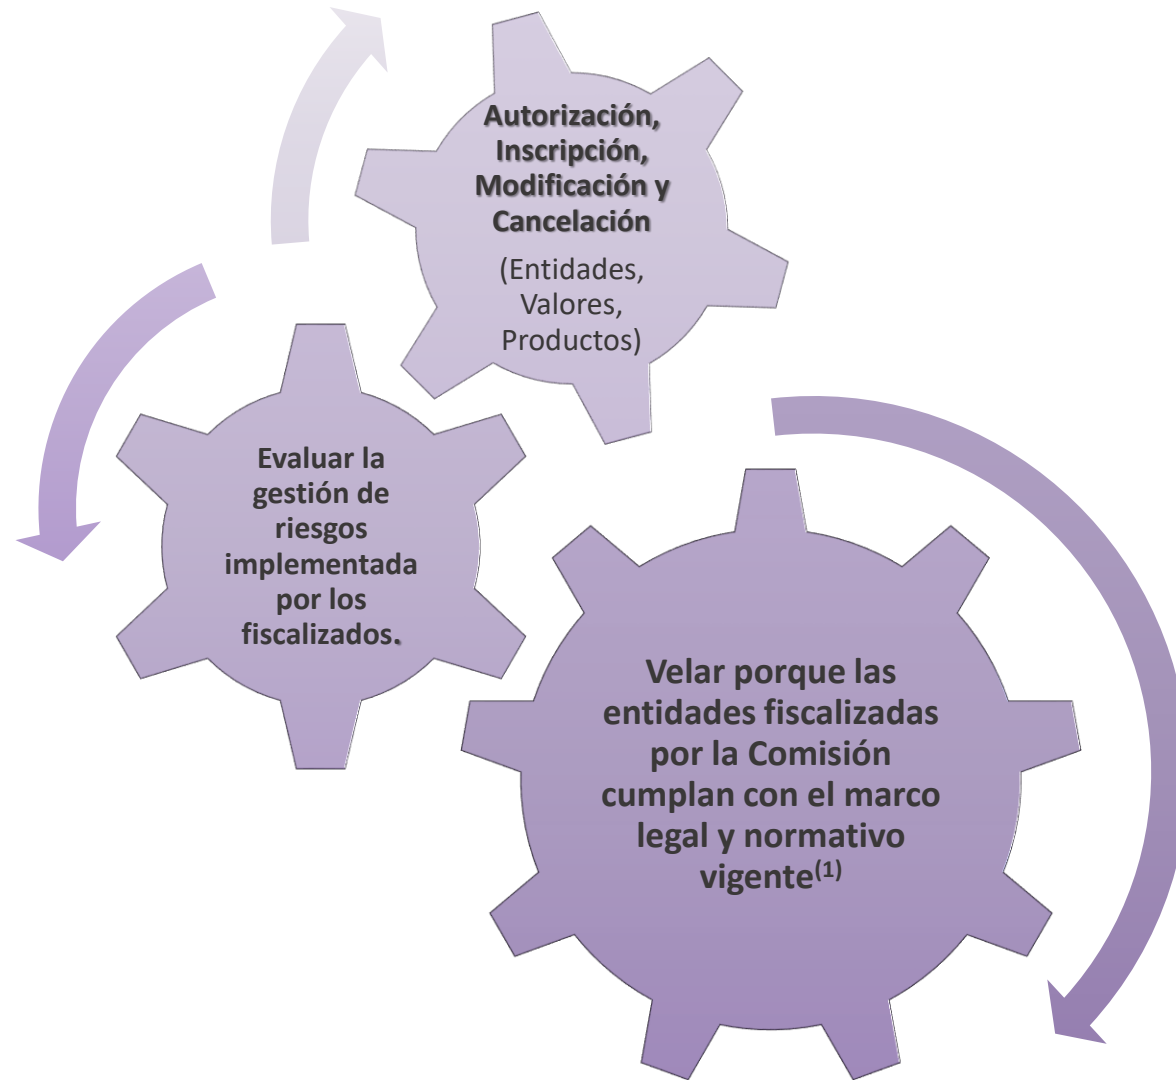 Autorización,
Inscripción,
Modificación y
Cancelación
(Entidades,
Valores,
Productos)
Evaluar la
gestión de
riesgos
implementada
por los
fiscalizados.
Velar porque las
entidades fiscalizadas
por la Comisión
cumplan con el marco
legal y normativo
vigente(1)